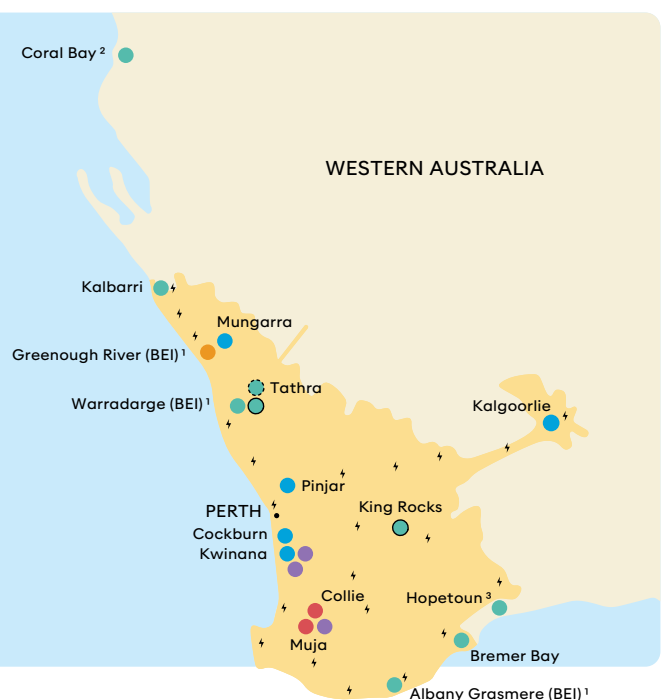 Coral Bay ²
WESTERN AUSTRALIA
Kalbarri
Mungarra
Greenough River (BEI) ¹
Tathra
Warradarge (BEI) ¹
Kalgoorlie
Pinjar
King Rocks
PERTH
Cockburn
Kwinana
Collie
Hopetoun ³
Muja
Bremer Bay
Albany Grasmere (BEI) ¹